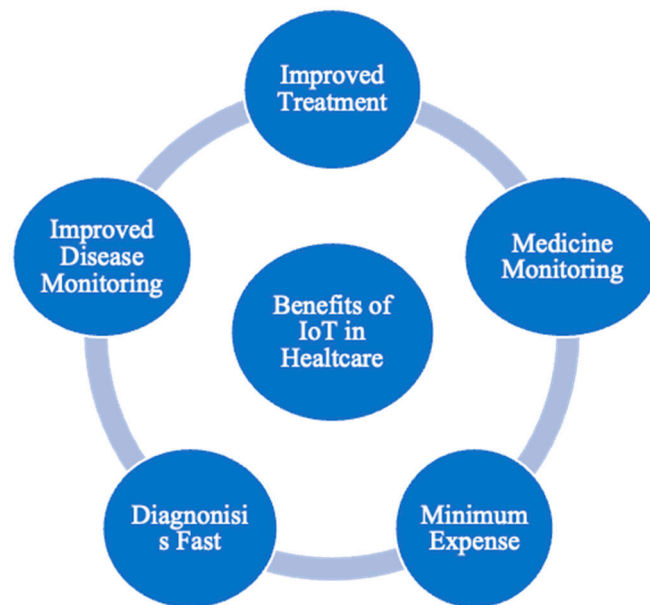 Improved
Treatment
Improved
Disease
Monitoring
Medicine
Monitoring
Benefits of
IoT in
Healtcare
Diagnonisi
s Fast
Minimum
Expense